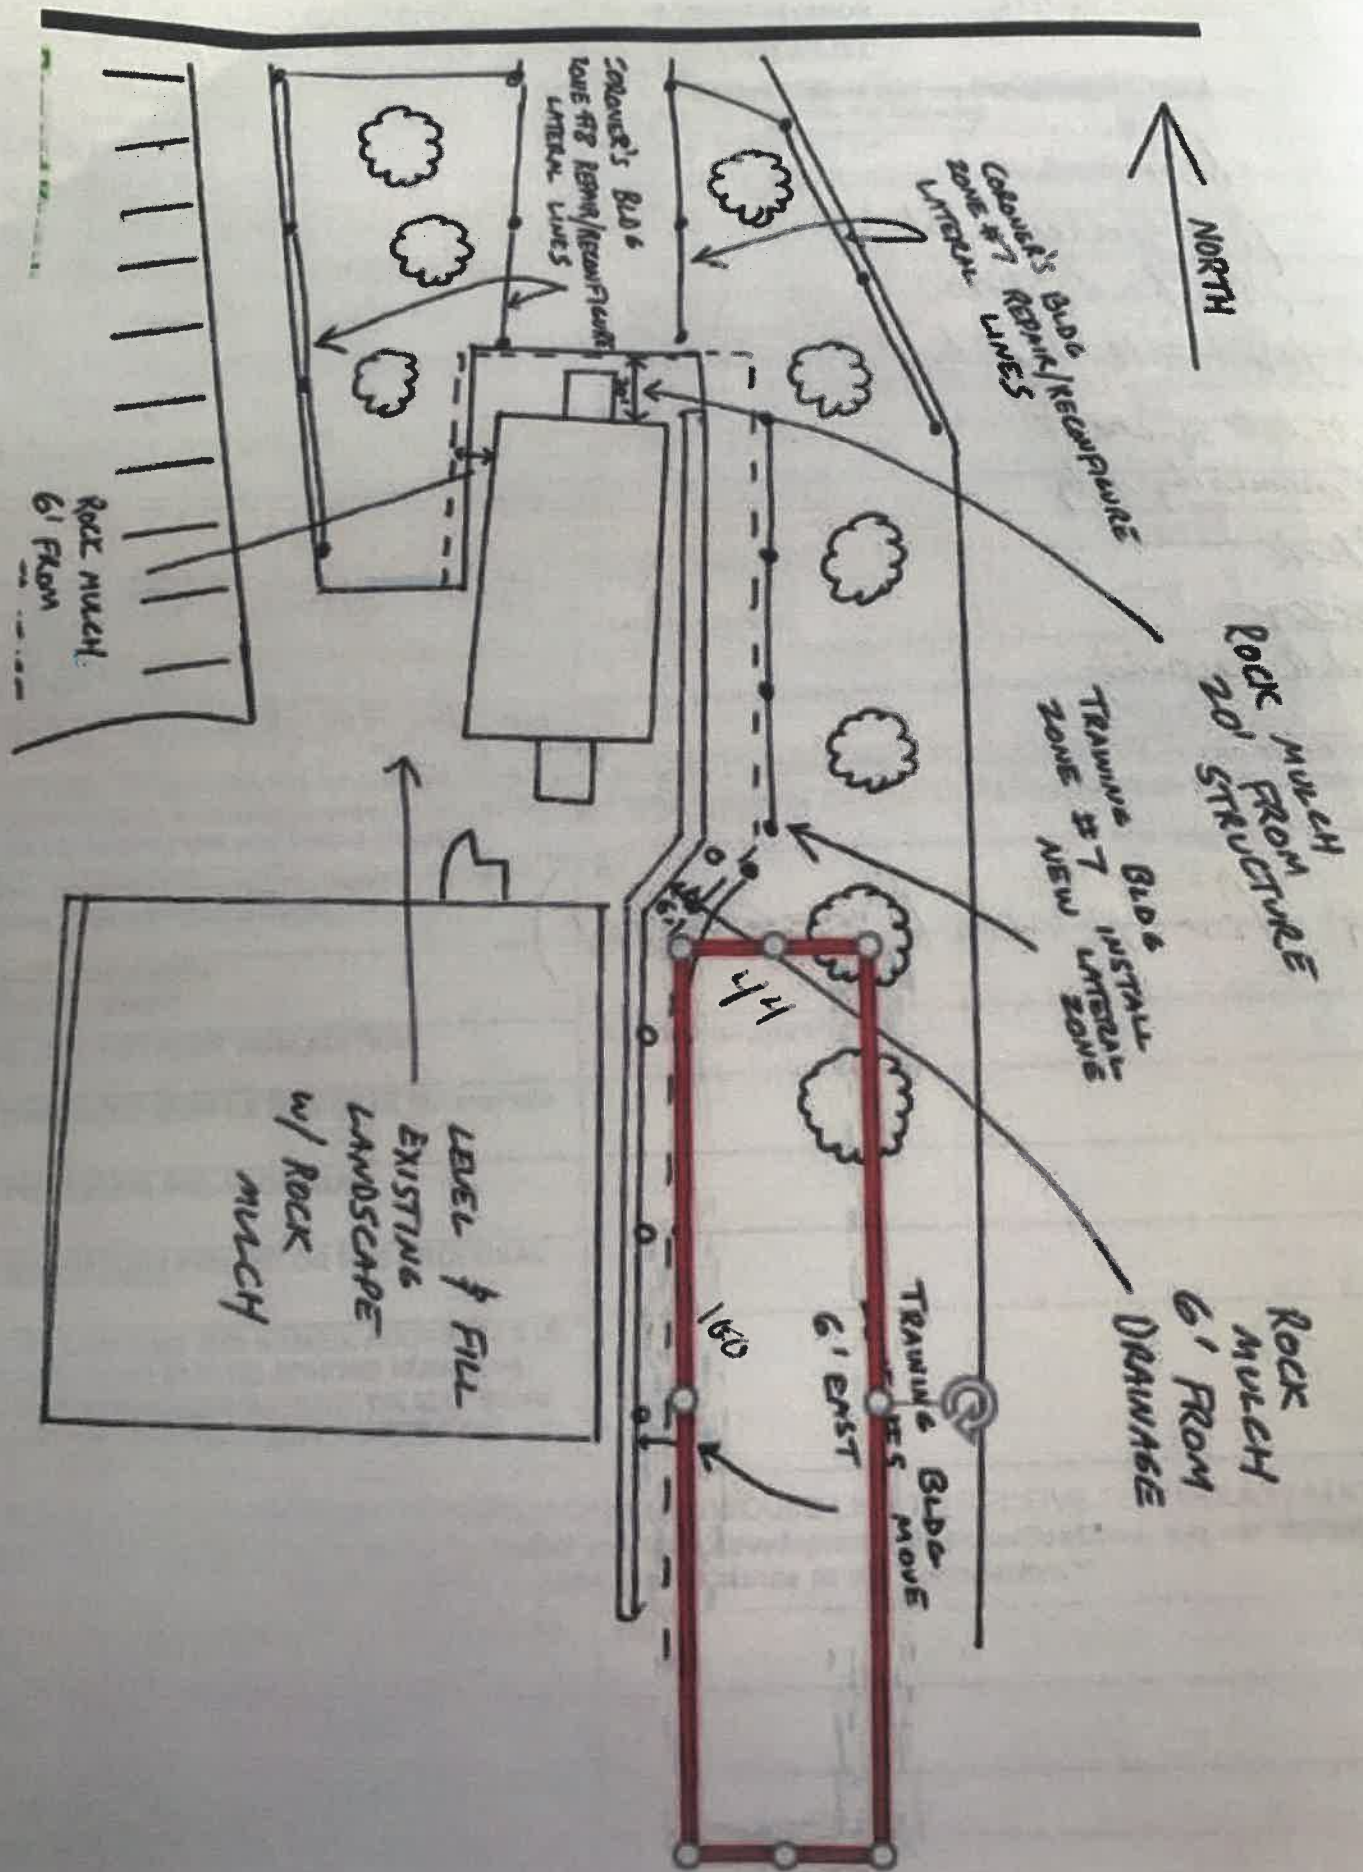 NORTH
CORONER'S BLDG
ZONE #7 REPAIR/RECONFIGURE
LATERAL LINES
CORONER'S BLDG
ZONE #8 REPAIR/RECONFIGURE
LATERAL LINES
20'
ROCK MULCH
20' FROM
STRUCTURE
TRAINING BLDG
ZONE #7 INSTALL
NEW LATERAL
ZONE
ROCK MULCH
6' FROM
6'
44
160
ROCK
MULCH
6' FROM
DRAINAGE
TRAINING BLDG
MOVE
6' EAST
LEVEL & FILL
EXISTING
LANDSCAPE
W/ ROCK
MULCH